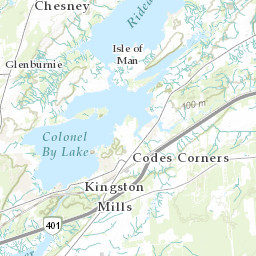 Chesney
Rideau
Isle of
Man
Glenburnie
100 m
Colonel
By Lake
Codes Corners
Kingston
Mills
401